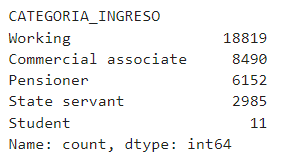 CATEGORIA_INGRESO
Working 18819
Commercial associate 8490
Pensioner 6152
State servant 2985
Student 11
Name: count, dtype: int64